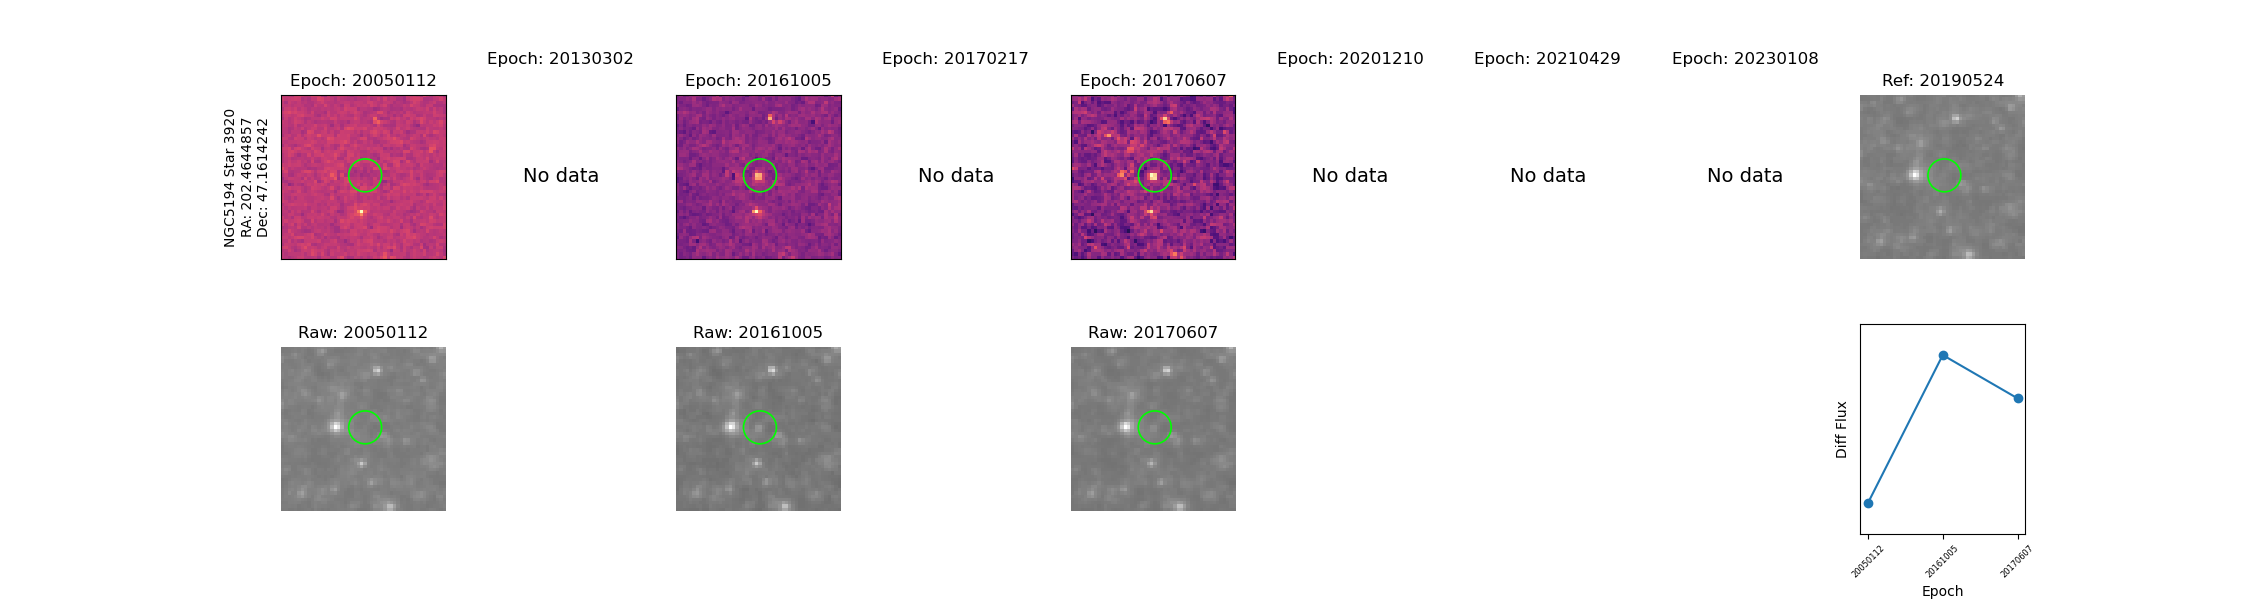 Epoch: 20050112
Epoch: 20130302
Epoch: 20161005
Epoch: 20170217
Epoch: 20170607
Epoch: 20201210
Epoch: 20210429
Epoch: 20230108
Ref: 20190524
NGC5194 Star 3920
RA: 202.4644857
Dec: 47.1614242
No data
No data
No data
No data
No data
Raw: 20050112
Raw: 20161005
Raw: 20170607
Diff Flux
20050112
20161005
20170607
Epoch